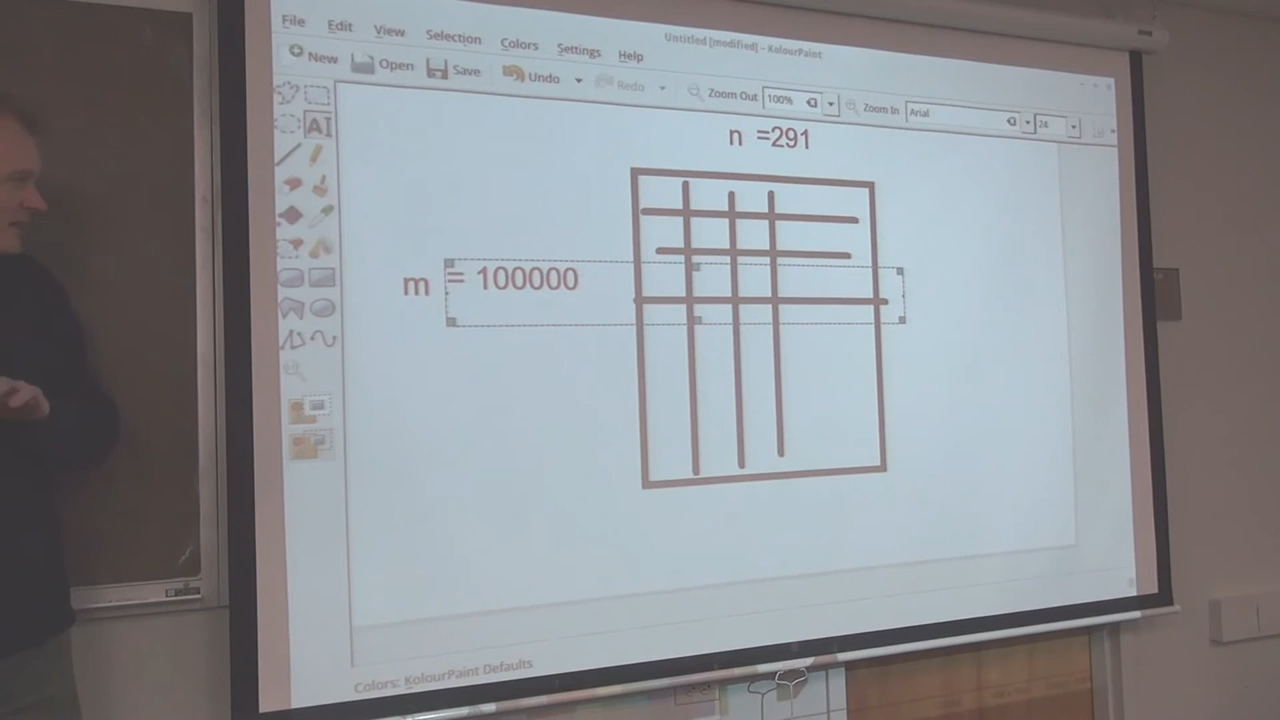 Untitled [modified] - KolourPaint
File Edit View Selection Colors Settings Help
New Open Save Undo Redo Zoom Out 100% Zoom In Arial 24
n =291
m = 100000
Colors: KolourPaint Defaults